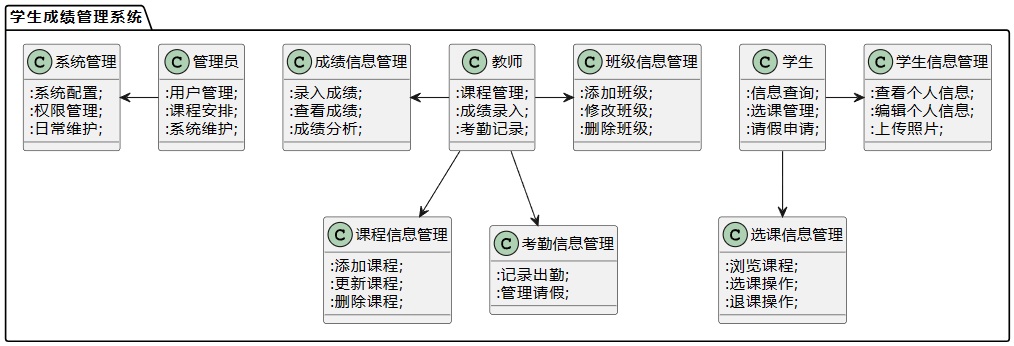 学生成绩管理系统
C 系统管理
:系统配置;
:权限管理;
:日常维护;
C 管理员
:用户管理;
:课程安排;
:系统维护;
C 成绩信息管理
:录入成绩;
:查看成绩;
:成绩分析;
C 教师
:课程管理;
:成绩录入;
:考勤记录;
C 班级信息管理
:添加班级;
:修改班级;
:删除班级;
C 学生
:信息查询;
:选课管理;
:请假申请;
C 学生信息管理
:查看个人信息;
:编辑个人信息;
:上传照片;
C 课程信息管理
:添加课程;
:更新课程;
:删除课程;
C 考勤信息管理
:记录出勤;
:管理请假;
C 选课信息管理
:浏览课程;
:选课操作;
:退课操作;